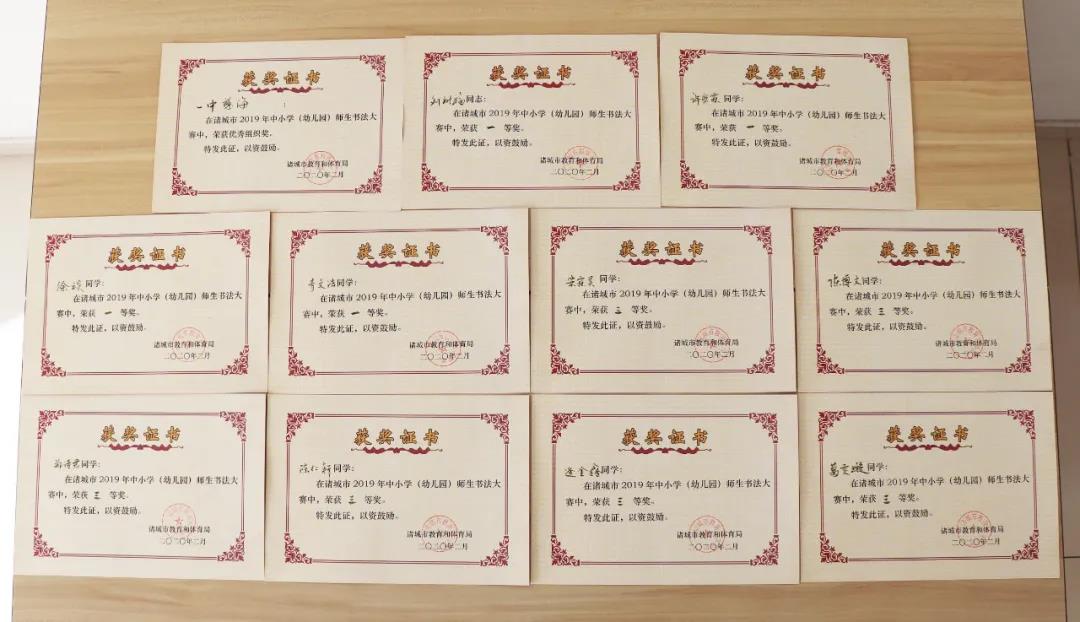 获奖证书
一中
在诸城市2019年中小学（幼儿园）师生书法大
赛中，荣获优秀组织奖。
特发此证，以资鼓励。
诸城市教育和体育局
二〇二〇年二月
获奖证书
同志：
在诸城市2019年中小学（幼儿园）师生书法大
赛中，荣获 一 等奖。
特发此证，以资鼓励。
诸城市教育和体育局
二〇二〇年二月
获奖证书
同学：
在诸城市2019年中小学（幼儿园）师生书法大
赛中，荣获 一 等奖。
特发此证，以资鼓励。
诸城市教育和体育局
二〇二〇年二月
获奖证书
同学：
在诸城市2019年中小学（幼儿园）师生书法大
赛中，荣获 一 等奖。
特发此证，以资鼓励。
诸城市教育和体育局
二〇二〇年二月
获奖证书
李文洁同学：
在诸城市2019年中小学（幼儿园）师生书法大
赛中，荣获 一 等奖。
特发此证，以资鼓励。
诸城市教育和体育局
二〇二〇年二月
获奖证书
同学：
在诸城市2019年中小学（幼儿园）师生书法大
赛中，荣获 三 等奖。
特发此证，以资鼓励。
诸城市教育和体育局
二〇二〇年二月
获奖证书
张博文同学：
在诸城市2019年中小学（幼儿园）师生书法大
赛中，荣获 三 等奖。
特发此证，以资鼓励。
诸城市教育和体育局
二〇二〇年二月
获奖证书
同学：
在诸城市2019年中小学（幼儿园）师生书法大
赛中，荣获 三 等奖。
特发此证，以资鼓励。
诸城市教育和体育局
二〇二〇年二月
获奖证书
陈仁轩同学：
在诸城市2019年中小学（幼儿园）师生书法大
赛中，荣获 三 等奖。
特发此证，以资鼓励。
诸城市教育和体育局
二〇二〇年二月
获奖证书
同学：
在诸城市2019年中小学（幼儿园）师生书法大
赛中，荣获 三 等奖。
特发此证，以资鼓励。
诸城市教育和体育局
二〇二〇年二月
获奖证书
同学：
在诸城市2019年中小学（幼儿园）师生书法大
赛中，荣获 三 等奖。
特发此证，以资鼓励。
诸城市教育和体育局
二〇二〇年二月